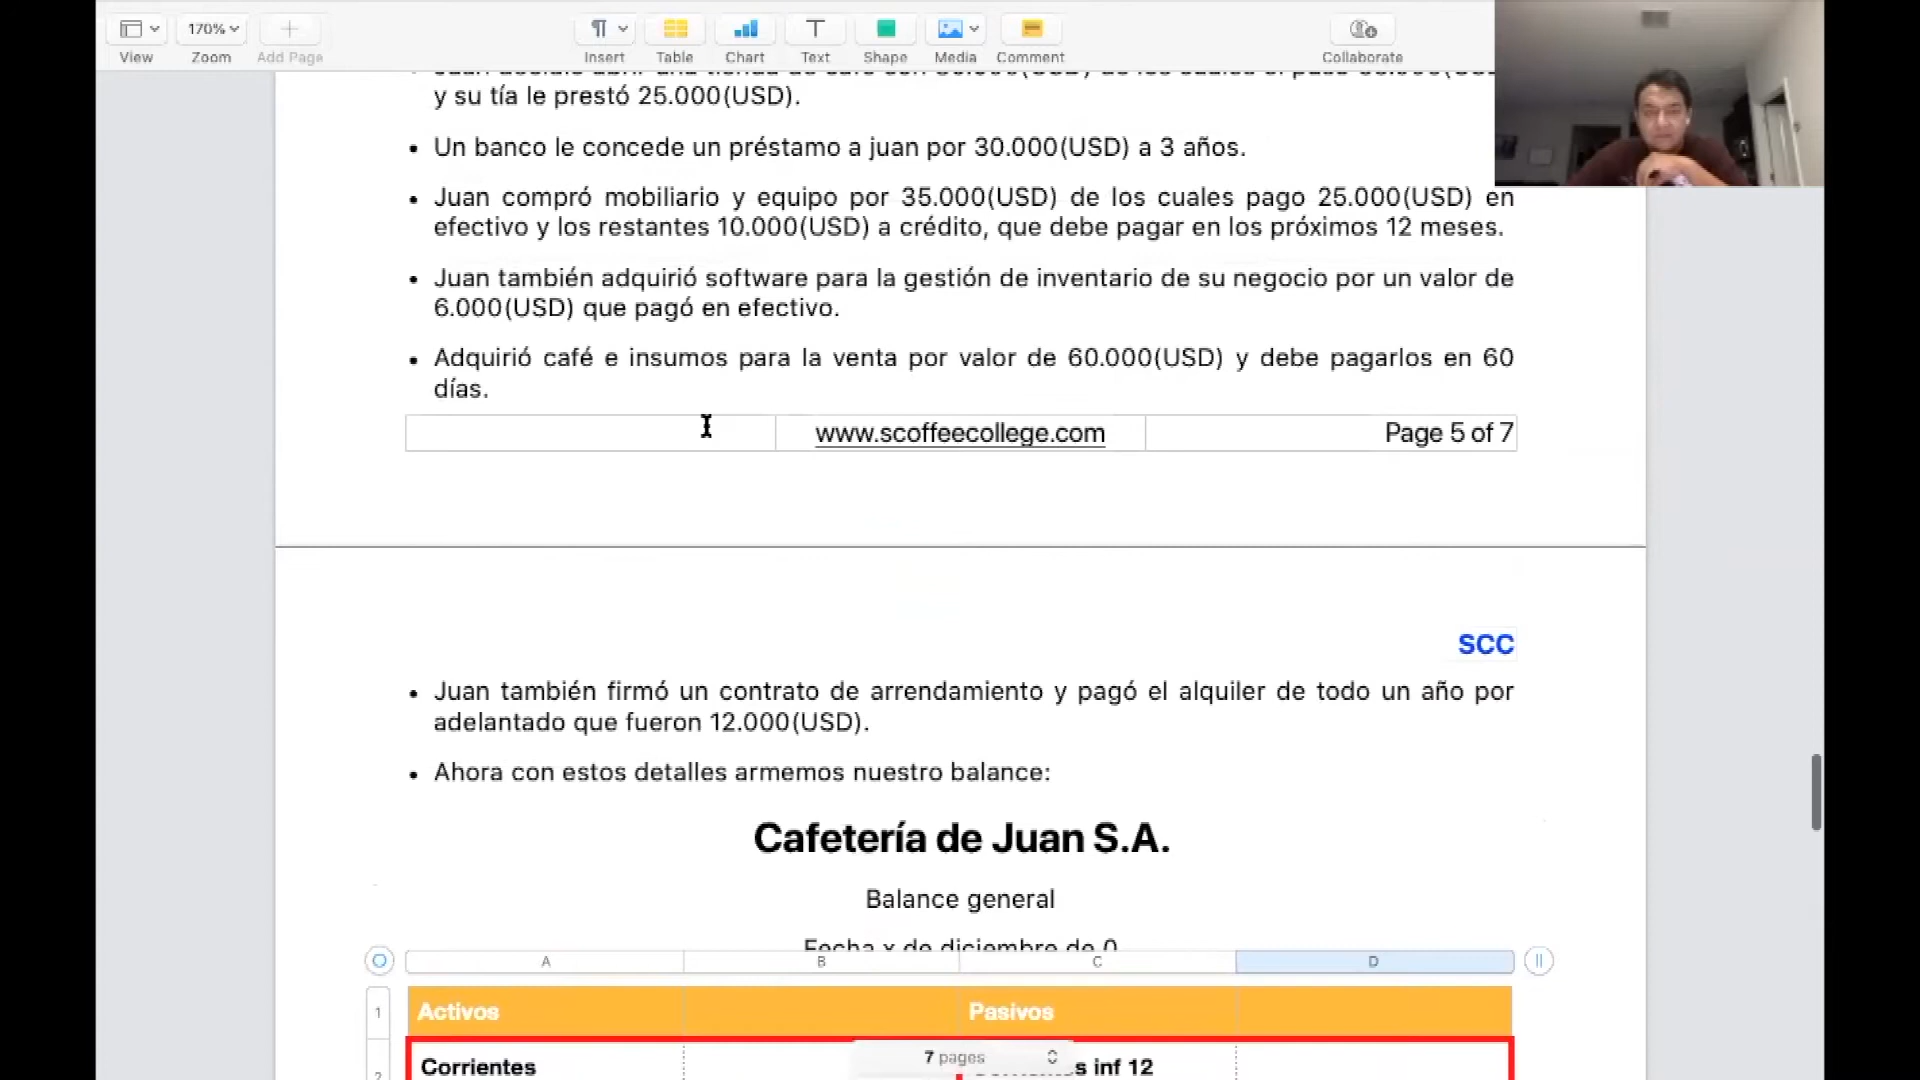 170%
View
Zoom
Add Page
Insert
Table
Chart
Text
Shape
Media
Comment
Collaborate
y su tía le prestó 25.000(USD).
• Un banco le concede un préstamo a juan por 30.000(USD) a 3 años.
• Juan compró mobiliario y equipo por 35.000(USD) de los cuales pago 25.000(USD) en
efectivo y los restantes 10.000(USD) a crédito, que debe pagar en los próximos 12 meses.
• Juan también adquirió software para la gestión de inventario de su negocio por un valor de
6.000(USD) que pagó en efectivo.
• Adquirió café e insumos para la venta por valor de 60.000(USD) y debe pagarlos en 60
días.
www.scoffeecollege.com
Page 5 of 7
SCC
• Juan también firmó un contrato de arrendamiento y pagó el alquiler de todo un año por
adelantado que fueron 12.000(USD).
• Ahora con estos detalles armemos nuestro balance:
Cafetería de Juan S.A.
Balance general
Fecha x de diciembre de 0
A B C D
1 Activos Pasivos
2 Corrientes inf 12
7 pages